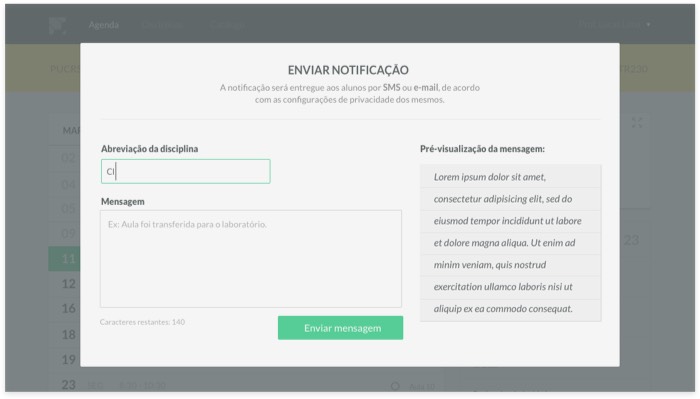 Agenda
ENVIAR NOTIFICAÇÃO
A notificação será entregue aos alunos por SMS ou e-mail, de acordo
com as configurações de privacidade dos mesmos.
Abreviação da disciplina
CI
Mensagem
Ex: Aula foi transferida para o laboratório.
Caracteres restantes: 140
Enviar mensagem
Pré-visualização da mensagem:
Lorem ipsum dolor sit amet,
consectetur adipisicing elit, sed do
eiusmod tempor incididunt ut labore
et dolore magna aliqua. Ut enim ad
minim veniam, quis nostrud
exercitation ullamco laboris nisi ut
aliquip ex ea commodo consequat.
02
04
05
09
11
12
16
18
19
23
23